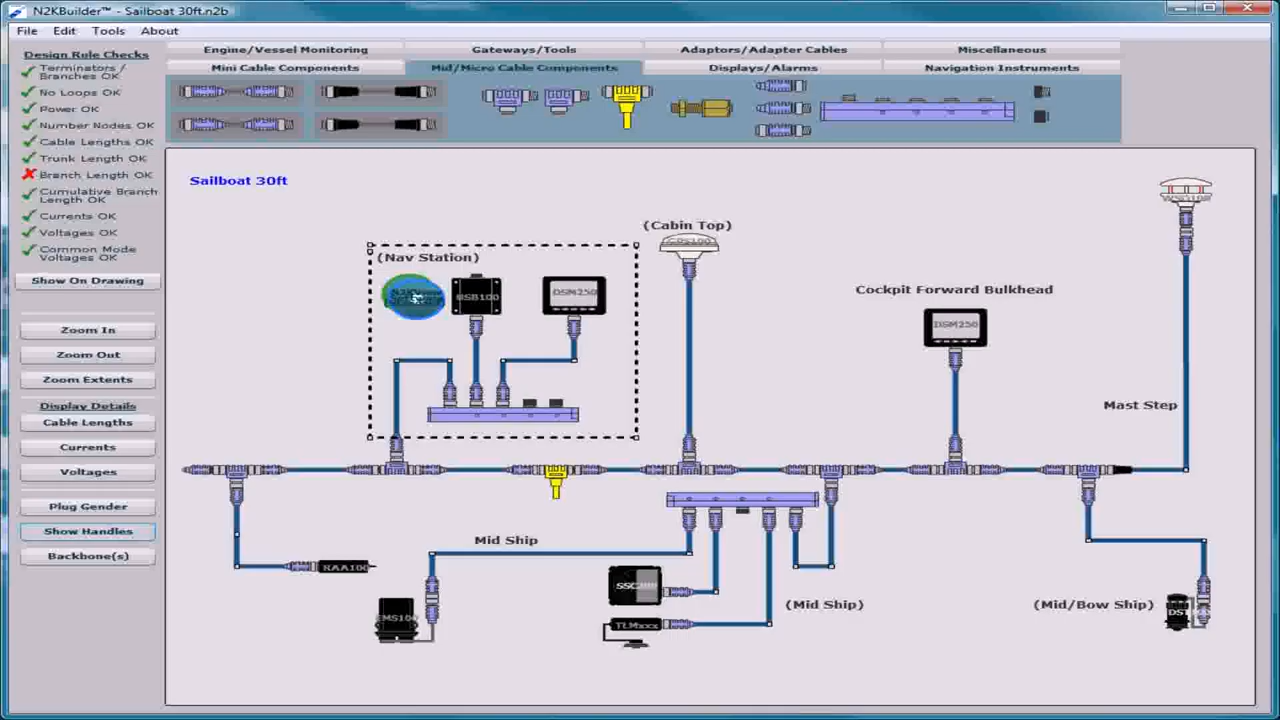 N2KBuilder™ - Sailboat 30ft.n2b
File Edit Tools About
Design Rule Checks
Terminators /
Branches OK
No Loops OK
Power OK
Number Nodes OK
Cable Lengths OK
Trunk Length OK
Branch Length OK
Cumulative Branch
Length OK
Currents OK
Voltages OK
Common Mode
Voltages OK
Show On Drawing
Zoom In
Zoom Out
Zoom Extents
Display Details
Cable Lengths
Currents
Voltages
Plug Gender
Show Handles
Backbone(s)
Engine/Vessel Monitoring Gateways/Tools Adaptors/Adapter Cables Miscellaneous
Mini Cable Components Mid/Micro Cable Components Displays/Alarms Navigation Instruments
Sailboat 30ft
(Cabin Top)
GPS100
(Nav Station)
USB100
DSM250
Cockpit Forward Bulkhead
DSM250
Mast Step
Mid Ship
(Mid Ship)
(Mid/Bow Ship)
TLMxxx